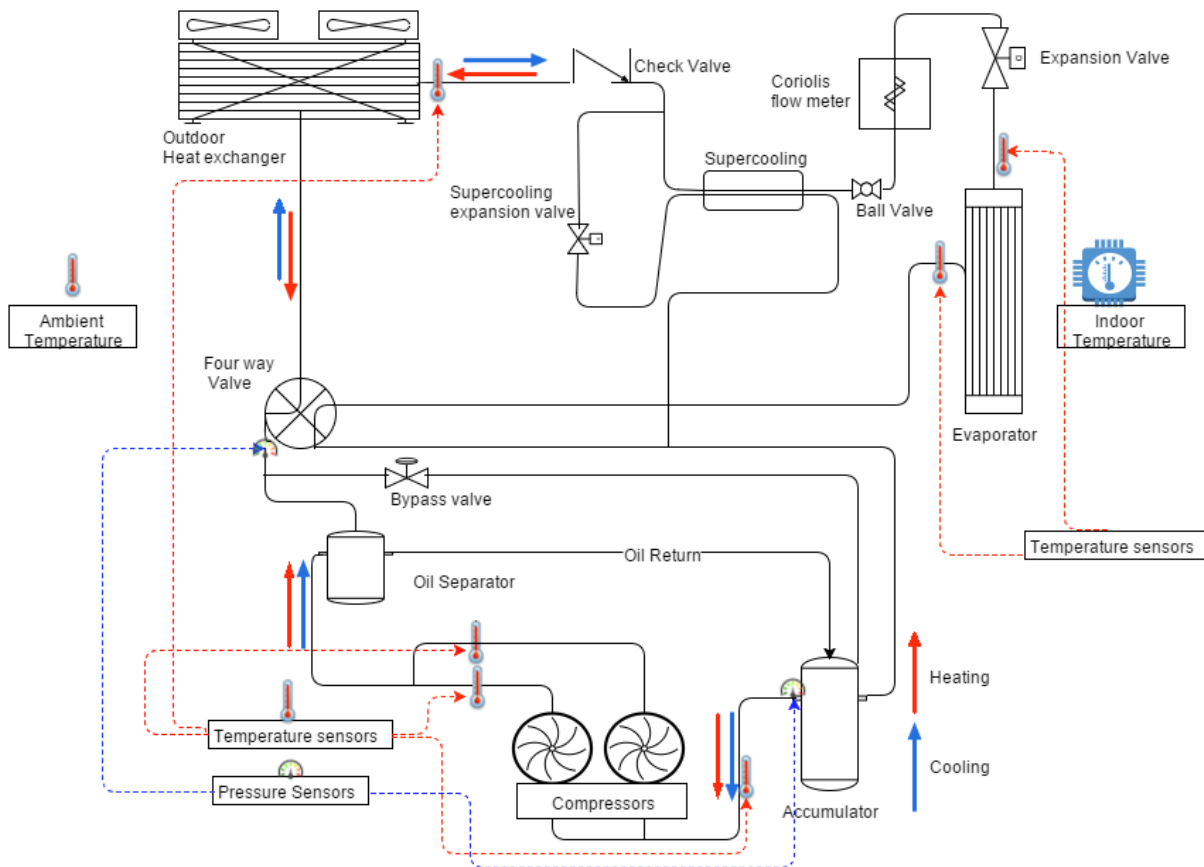 Check Valve
Coriolis
flow meter
Expansion Valve
Outdoor
Heat exchanger
Supercooling
Supercooling
expansion valve
Ball Valve
Ambient
Temperature
Indoor
Temperature
Four way
Valve
Evaporator
Bypass valve
Temperature sensors
Oil Return
Oil Separator
Heating
Temperature sensors
Cooling
Pressure Sensors
Compressors
Accumulator